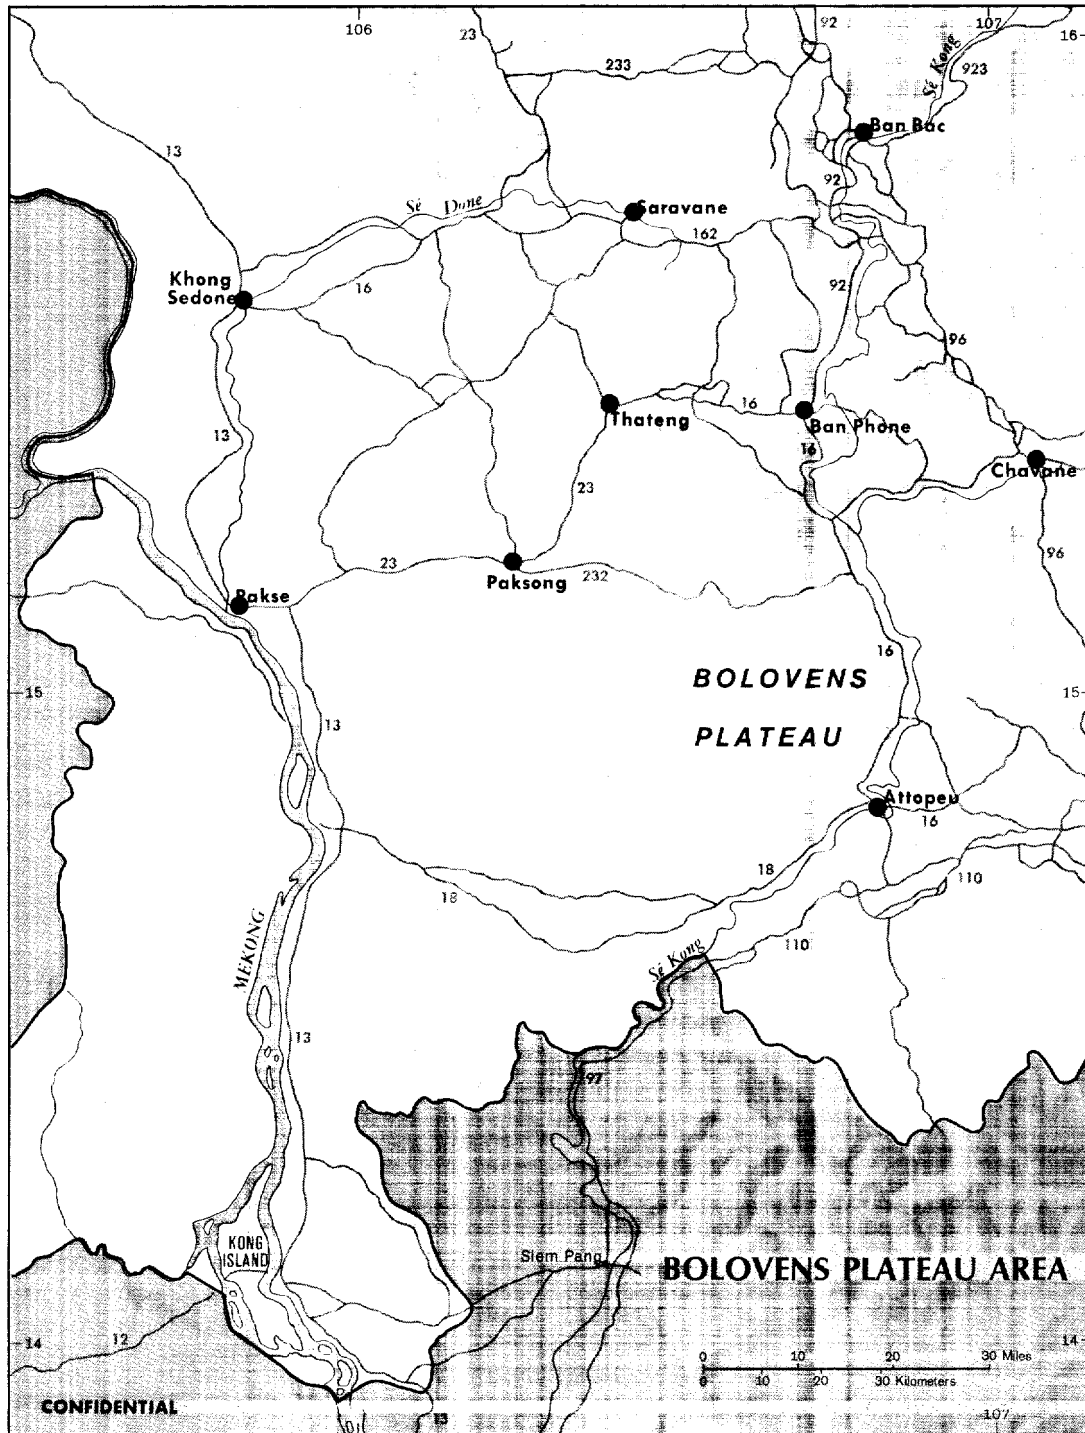 106
23
92
107
16
233
Sé Kong
923
Ban Bac
13
92
Sé Done
Saravane
162
Khong
Sedone
16
92
96
Thateng
16
Ban Phone
13
16
Chavane
23
23
Paksong
232
96
Pakse
16
BOLOVENS
15
15
13
PLATEAU
Attopeu
16
18
18
110
MEKONG
Sé Kong
110
13
97
KONG
ISLAND
Siem Pang
BOLOVENS PLATEAU AREA
14
12
14
0 10 20 30 Miles
0 10 20 30 Kilometers
CONFIDENTIAL
13
107